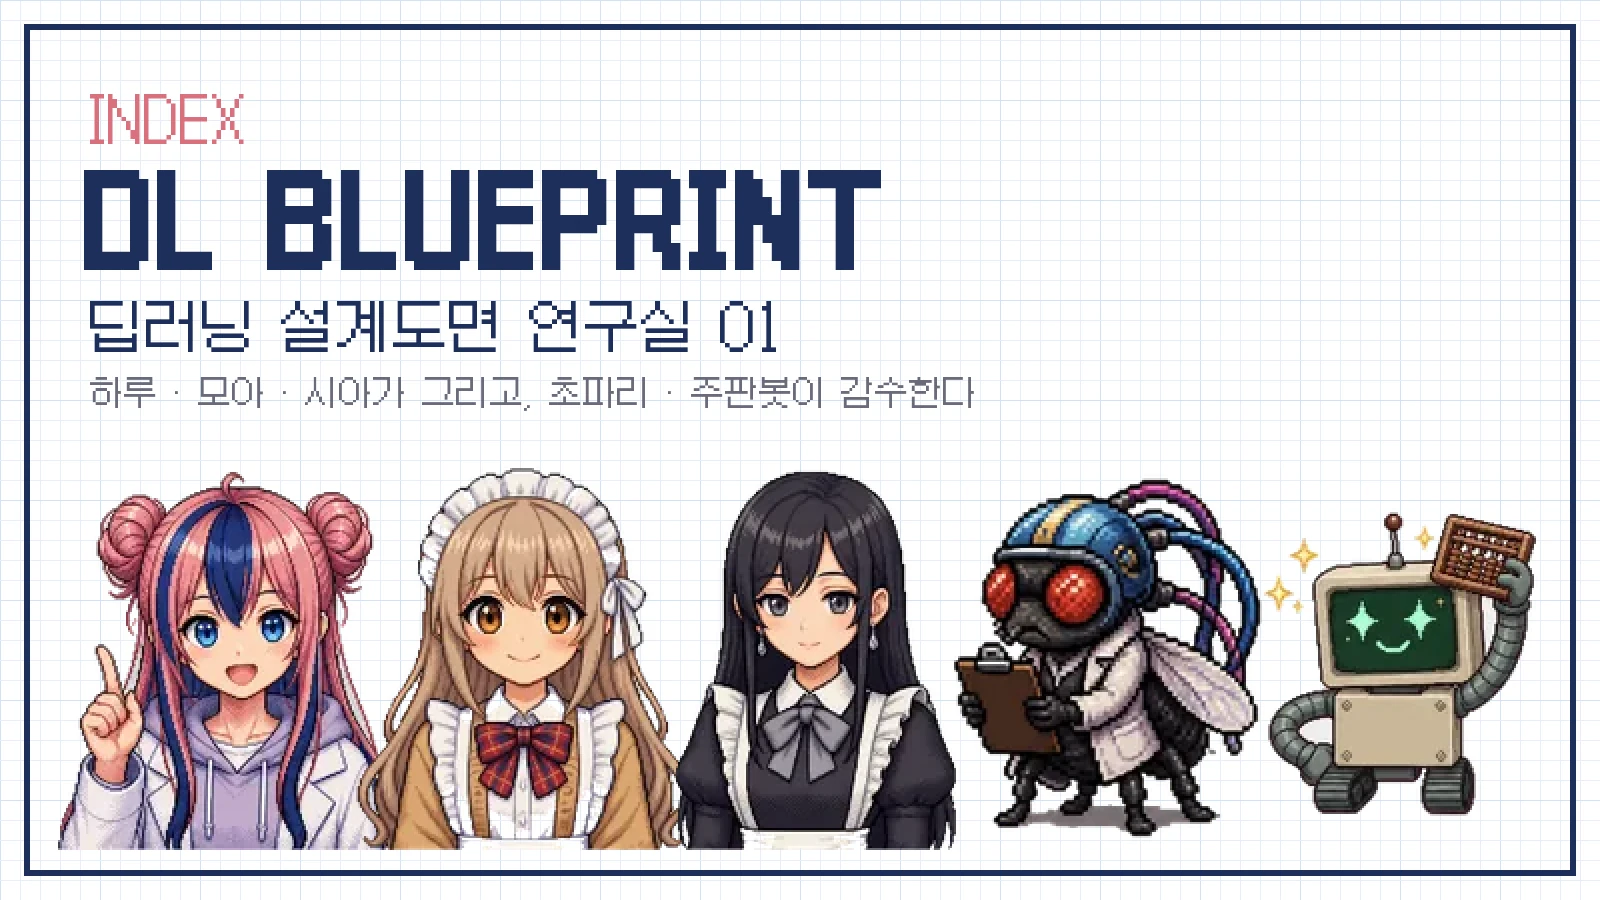 INDEX
DL BLUEPRINT
딥러닝 설계도면 연구실 01
하루 · 모아 · 시아가 그리고, 초파리 · 주판봇이 감수한다